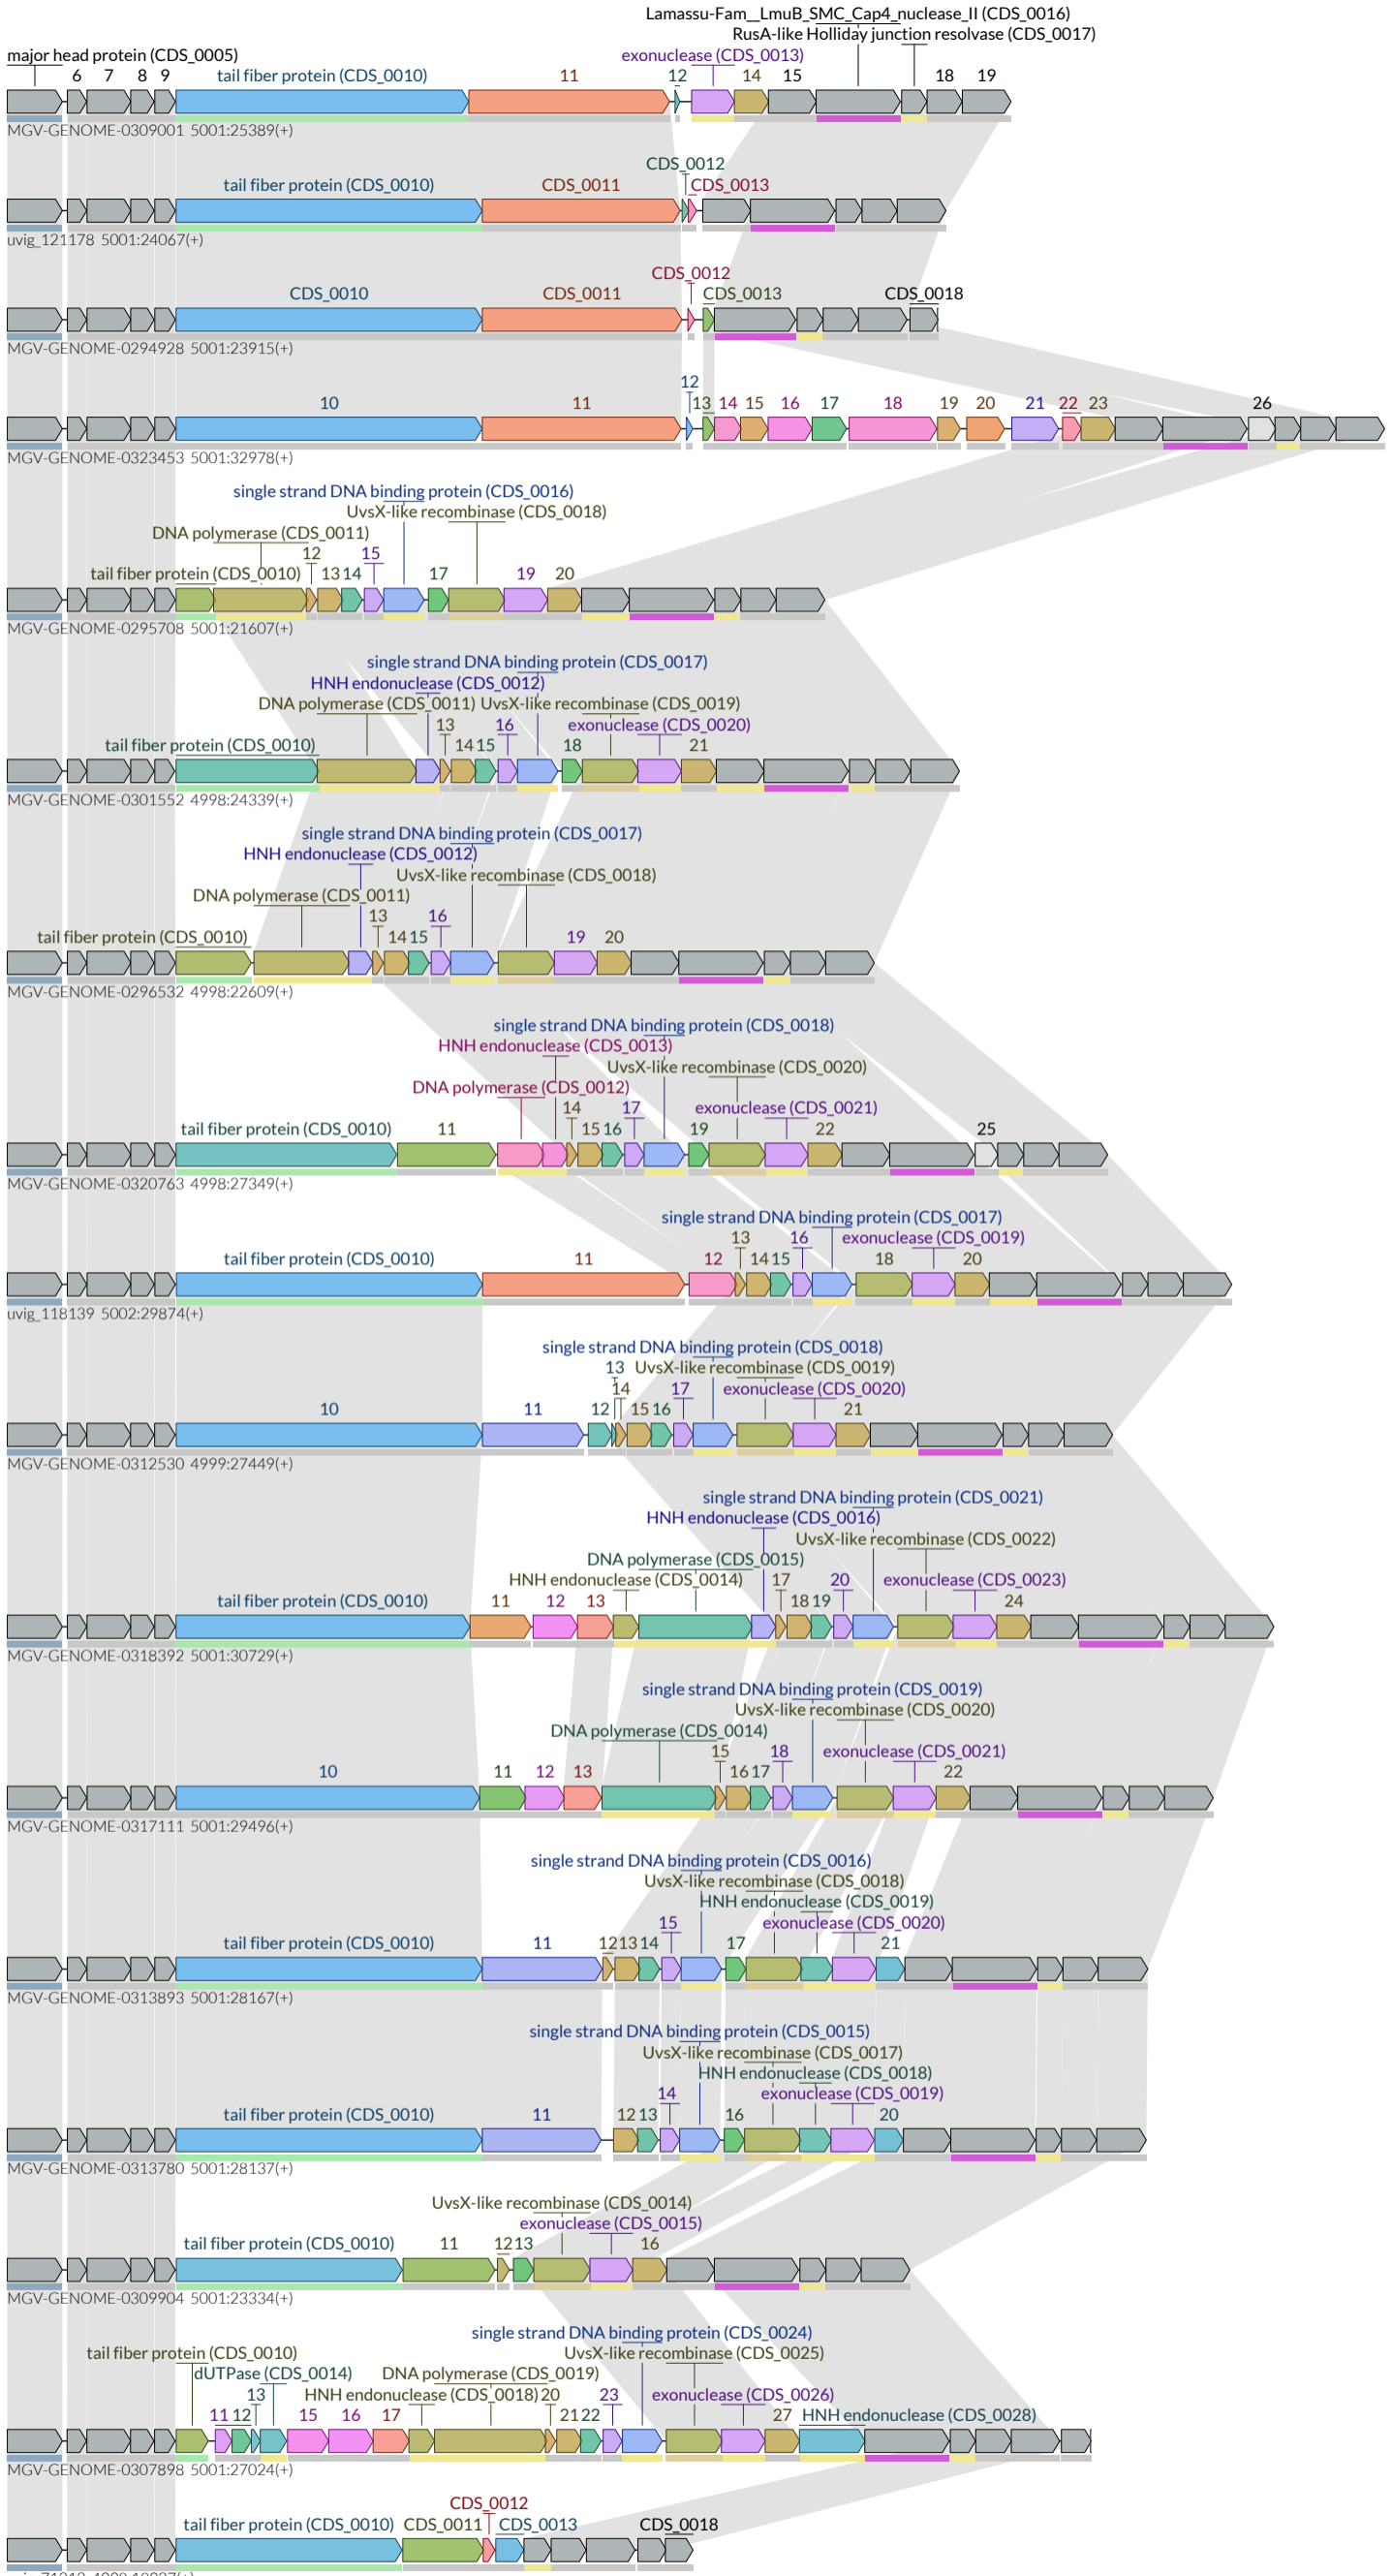 Lamassu-Fam__LmuB_SMC_Cap4_nuclease_II (CDS_0016)
RusA-like Holliday junction resolvase (CDS_0017)
major head protein (CDS_0005) exonuclease (CDS_0013)
6 7 8 9 tail fiber protein (CDS_0010) 11 12 14 15 18 19
MGV-GENOME-0309001 5001:25389(+)
CDS_0012
tail fiber protein (CDS_0010) CDS_0011 CDS_0013
uvig_121178 5001:24067(+)
CDS_0012
CDS_0010 CDS_0011 CDS_0013 CDS_0018
MGV-GENOME-0294928 5001:23915(+)
12
10 11 13 14 15 16 17 18 19 20 21 22 23 26
MGV-GENOME-0323453 5001:32978(+)
single strand DNA binding protein (CDS_0016)
UvsX-like recombinase (CDS_0018)
DNA polymerase (CDS_0011)
12 15
tail fiber protein (CDS_0010) 13 14 17 19 20
MGV-GENOME-0295708 5001:21607(+)
single strand DNA binding protein (CDS_0017)
HNH endonuclease (CDS_0012)
DNA polymerase (CDS_0011) UvsX-like recombinase (CDS_0019)
13 16 exonuclease (CDS_0020)
tail fiber protein (CDS_0010) 14 15 18 21
MGV-GENOME-0301552 4998:24339(+)
single strand DNA binding protein (CDS_0017)
HNH endonuclease (CDS_0012)
UvsX-like recombinase (CDS_0018)
DNA polymerase (CDS_0011)
13 16
tail fiber protein (CDS_0010) 14 15 19 20
MGV-GENOME-0296532 4998:22609(+)
single strand DNA binding protein (CDS_0018)
HNH endonuclease (CDS_0013)
UvsX-like recombinase (CDS_0020)
DNA polymerase (CDS_0012)
14 17 exonuclease (CDS_0021)
tail fiber protein (CDS_0010) 11 15 16 19 22 25
MGV-GENOME-0320763 4998:27349(+)
single strand DNA binding protein (CDS_0017)
13 16 exonuclease (CDS_0019)
tail fiber protein (CDS_0010) 11 12 14 15 18 20
uvig_118139 5002:29874(+)
single strand DNA binding protein (CDS_0018)
13 UvsX-like recombinase (CDS_0019)
14 17 exonuclease (CDS_0020)
10 11 12 15 16 21
MGV-GENOME-0312530 4999:27449(+)
single strand DNA binding protein (CDS_0021)
HNH endonuclease (CDS_0016)
UvsX-like recombinase (CDS_0022)
DNA polymerase (CDS_0015)
HNH endonuclease (CDS_0014) 17 20 exonuclease (CDS_0023)
tail fiber protein (CDS_0010) 11 12 13 18 19 24
MGV-GENOME-0318392 5001:30729(+)
single strand DNA binding protein (CDS_0019)
UvsX-like recombinase (CDS_0020)
DNA polymerase (CDS_0014)
15 18 exonuclease (CDS_0021)
10 11 12 13 16 17 22
MGV-GENOME-0317111 5001:29496(+)
single strand DNA binding protein (CDS_0016)
UvsX-like recombinase (CDS_0018)
HNH endonuclease (CDS_0019)
15 exonuclease (CDS_0020)
tail fiber protein (CDS_0010) 11 12 13 14 17 21
MGV-GENOME-0313893 5001:28167(+)
single strand DNA binding protein (CDS_0015)
UvsX-like recombinase (CDS_0017)
HNH endonuclease (CDS_0018)
14 exonuclease (CDS_0019)
tail fiber protein (CDS_0010) 11 12 13 16 20
MGV-GENOME-0313780 5001:28137(+)
UvsX-like recombinase (CDS_0014)
exonuclease (CDS_0015)
tail fiber protein (CDS_0010) 11 12 13 16
MGV-GENOME-0309904 5001:23334(+)
single strand DNA binding protein (CDS_0024)
tail fiber protein (CDS_0010) UvsX-like recombinase (CDS_0025)
dUTPase (CDS_0014) DNA polymerase (CDS_0019)
13 HNH endonuclease (CDS_0018) 20 23 exonuclease (CDS_0026)
11 12 15 16 17 21 22 27 HNH endonuclease (CDS_0028)
MGV-GENOME-0307898 5001:27024(+)
CDS_0012
tail fiber protein (CDS_0010) CDS_0011 CDS_0013 CDS_0018